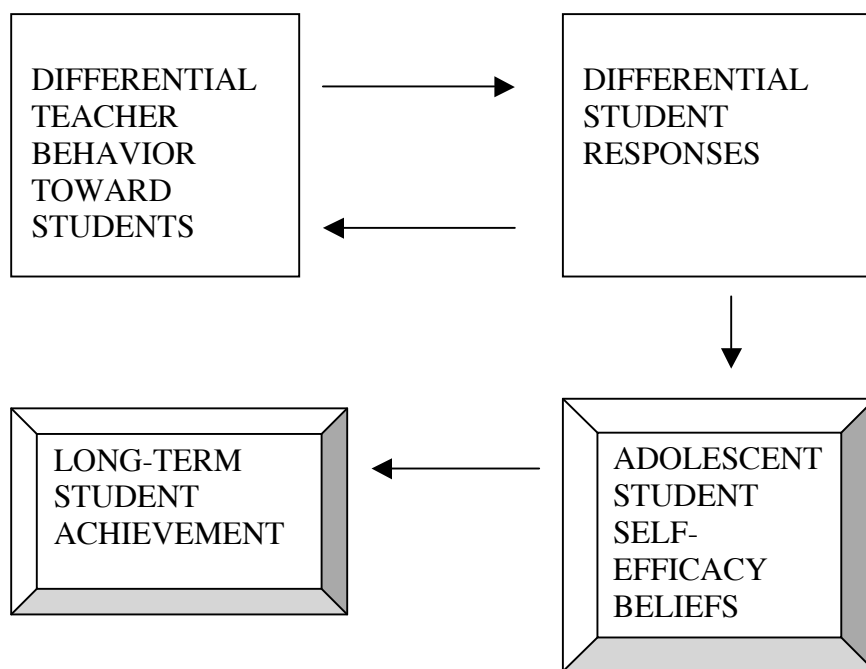 DIFFERENTIAL
TEACHER
BEHAVIOR
TOWARD
STUDENTS
DIFFERENTIAL
STUDENT
RESPONSES
LONG-TERM
STUDENT
ACHIEVEMENT
ADOLESCENT
STUDENT
SELF-
EFFICACY
BELIEFS